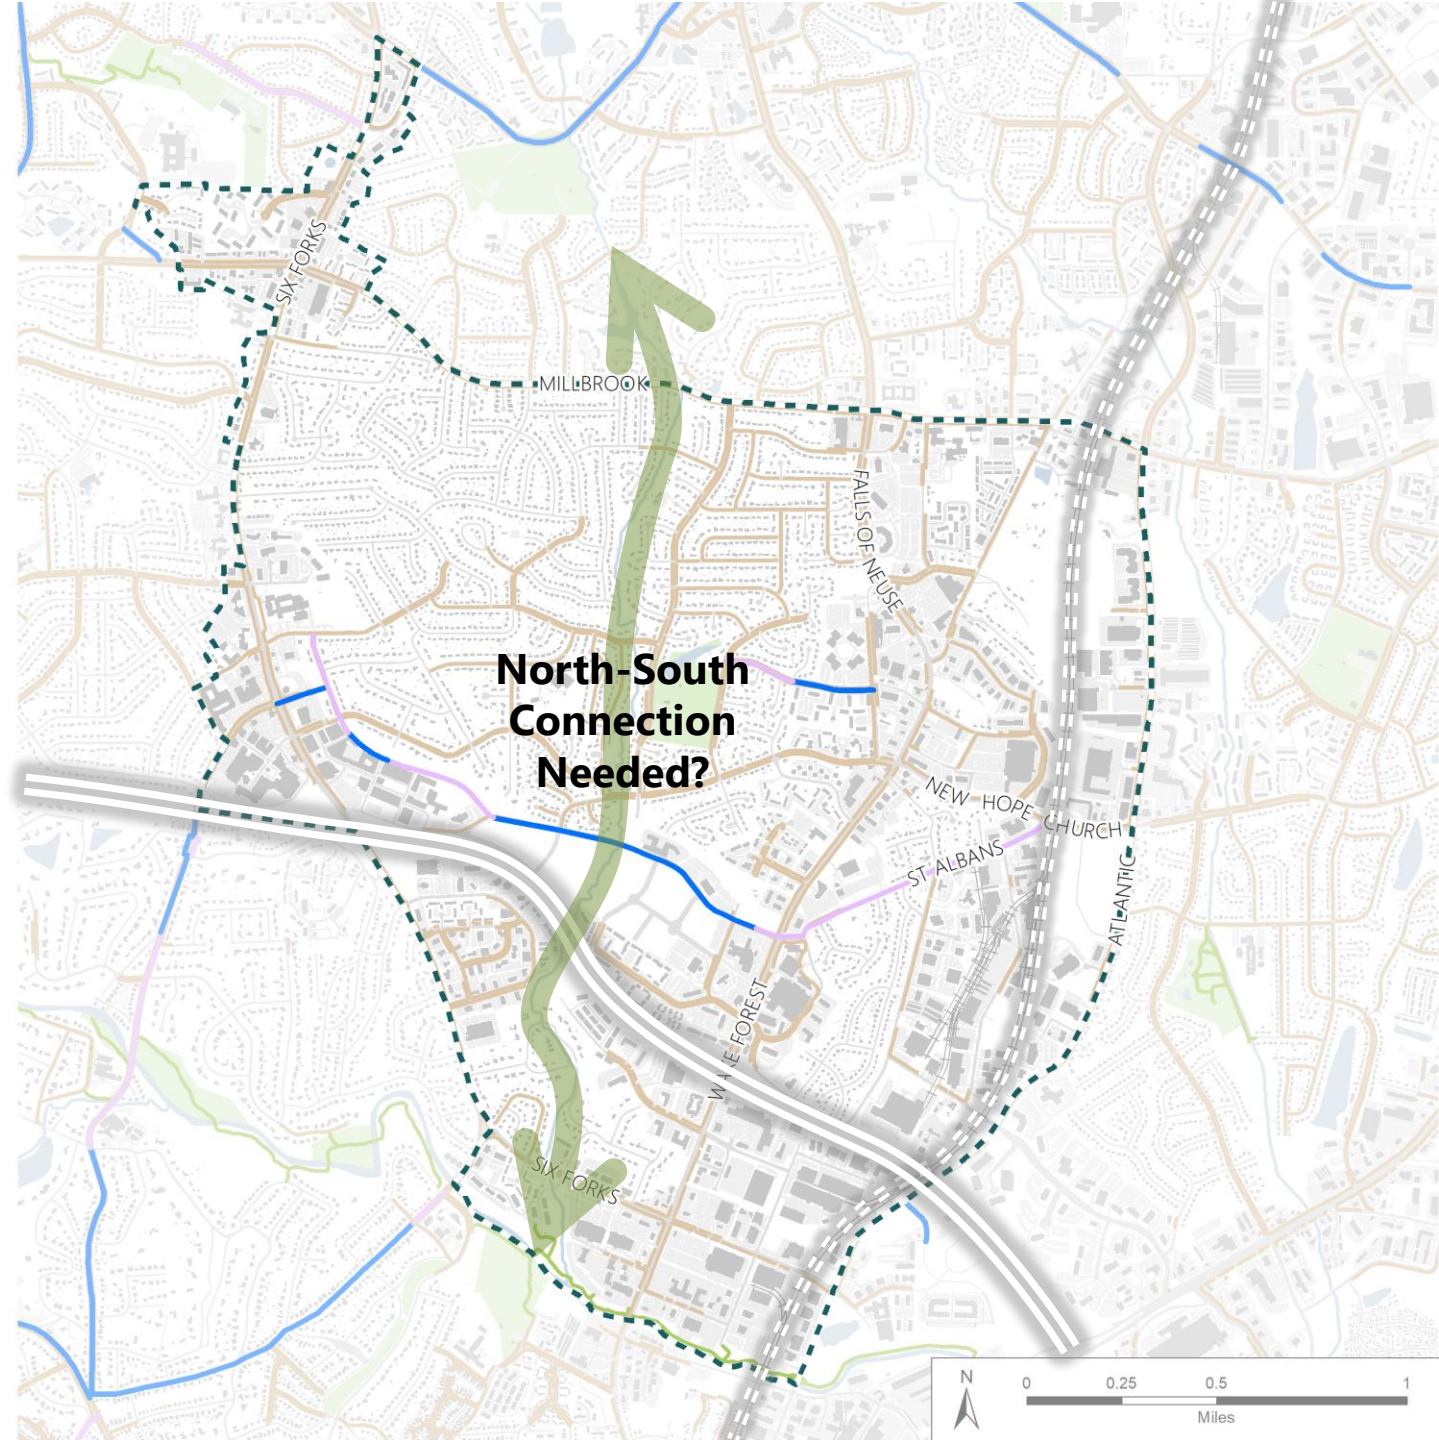 SIX FORKS
MILLBROOK
FALLS OF NEUSE
North-South
Connection
Needed?
NEW HOPE CHURCH
ST ALBANS
ATLANTIC
WAKE FOREST
SIX FORKS
N
0 0.25 0.5 1
Miles